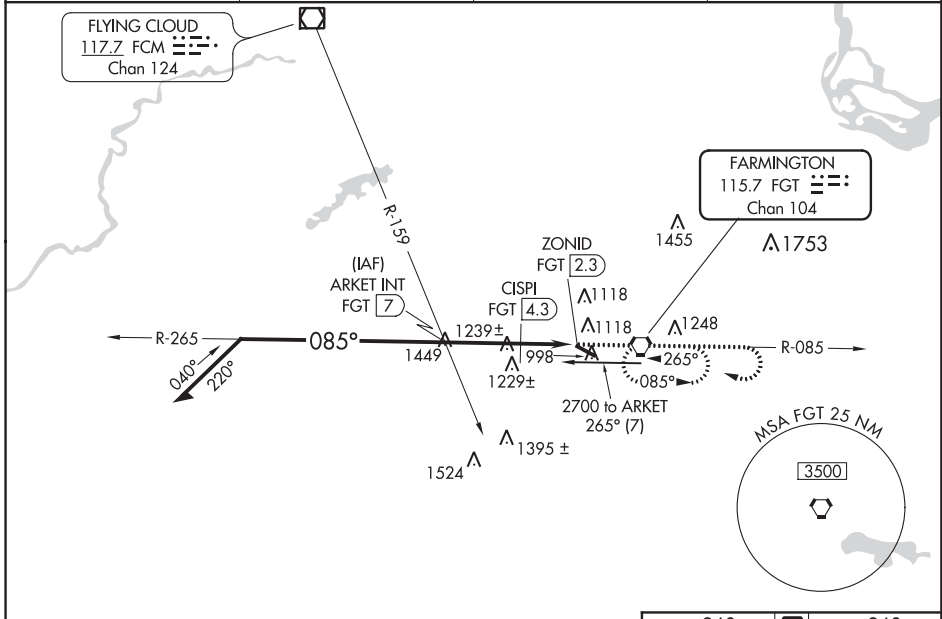 FLYING CLOUD
117.7 FCM
Chan 124
FARMINGTON
115.7 FGT
Chan 104
R-159
1455
1753
ZONID
FGT 2.3
(IAF)
ARKET INT
FGT 7
CISPI
FGT 4.3
1118
1118
1248
1239±
R-265
085°
1449
998
265°
R-085
040°
220°
1229±
085°
2700 to ARKET
265° (7)
1395 ±
1524
MSA FGT 25 NM
3500